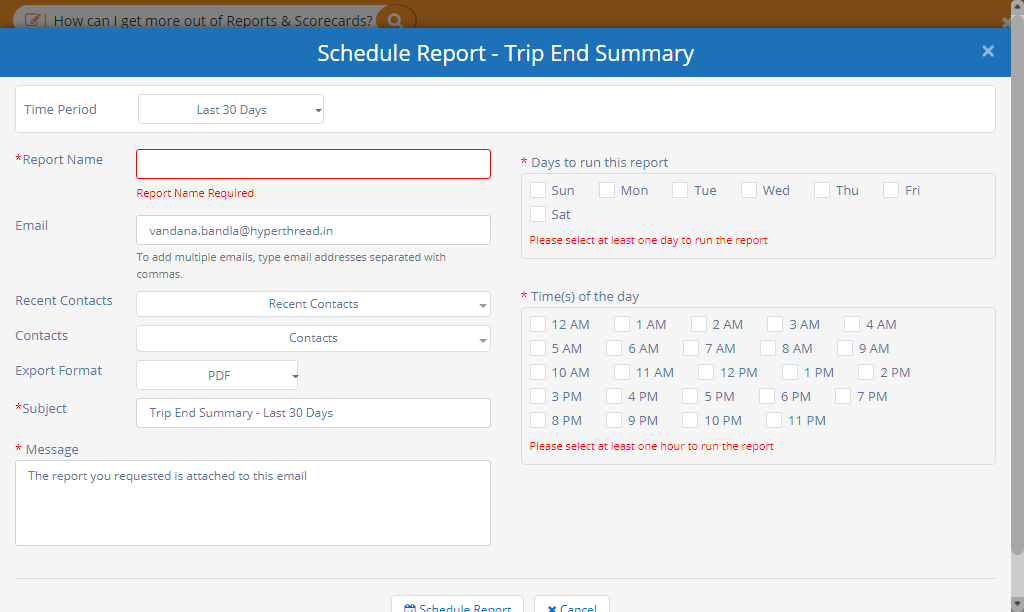 How can I get more out of Reports & Scorecards?
Schedule Report - Trip End Summary
Time Period
Last 30 Days
*Report Name
Report Name Required
Email
vandana.bandla@hyperthread.in
To add multiple emails, type email addresses separated with
commas.
Recent Contacts
Recent Contacts
Contacts
Contacts
Export Format
PDF
*Subject
Trip End Summary - Last 30 Days
* Message
The report you requested is attached to this email
* Days to run this report
Sun Mon Tue Wed Thu Fri
Sat
Please select at least one day to run the report
* Time(s) of the day
12 AM 1 AM 2 AM 3 AM 4 AM
5 AM 6 AM 7 AM 8 AM 9 AM
10 AM 11 AM 12 PM 1 PM 2 PM
3 PM 4 PM 5 PM 6 PM 7 PM
8 PM 9 PM 10 PM 11 PM
Please select at least one hour to run the report
Schedule Report
Cancel